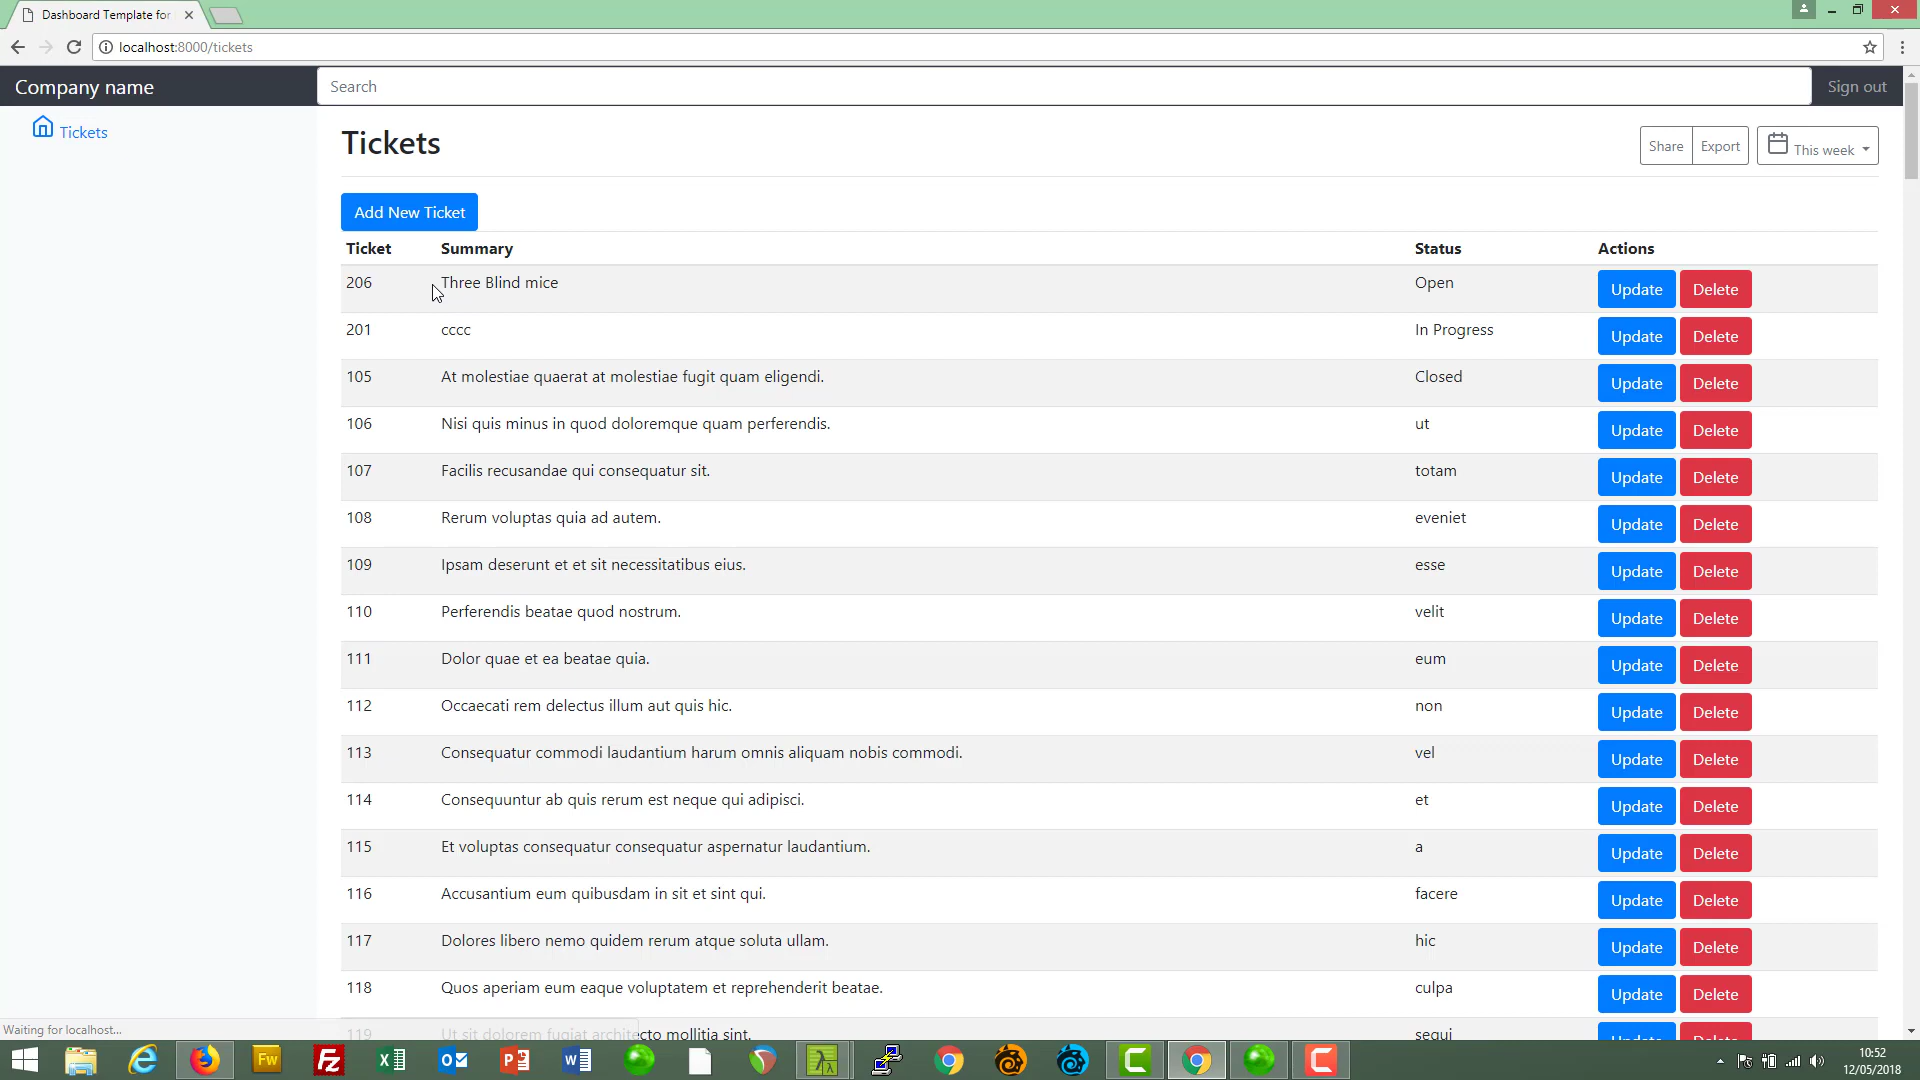 Dashboard Template for
localhost:8000/tickets
Company name
Search
Sign out
Tickets
Tickets
Share
Export
This week
Add New Ticket
Ticket Summary Status Actions
206 Three Blind mice Open Update Delete
201 cccc In Progress Update Delete
105 At molestiae quaerat at molestiae fugit quam eligendi. Closed Update Delete
106 Nisi quis minus in quod doloremque quam perferendis. ut Update Delete
107 Facilis recusandae qui consequatur sit. totam Update Delete
108 Rerum voluptas quia ad autem. eveniet Update Delete
109 Ipsam deserunt et et sit necessitatibus eius. esse Update Delete
110 Perferendis beatae quod nostrum. velit Update Delete
111 Dolor quae et ea beatae quia. eum Update Delete
112 Occaecati rem delectus illum aut quis hic. non Update Delete
113 Consequatur commodi laudantium harum omnis aliquam nobis commodi. vel Update Delete
114 Consequuntur ab quis rerum est neque qui adipisci. et Update Delete
115 Et voluptas consequatur consequatur aspernatur laudantium. a Update Delete
116 Accusantium eum quibusdam in sit et sint qui. facere Update Delete
117 Dolores libero nemo quidem rerum atque soluta ullam. hic Update Delete
118 Quos aperiam eum eaque voluptatem et reprehenderit beatae. culpa Update Delete
119 Ut sit dolorem fugiat architecto mollitia sint. sequi Update Delete
Waiting for localhost...
Fw
10:52
12/05/2018